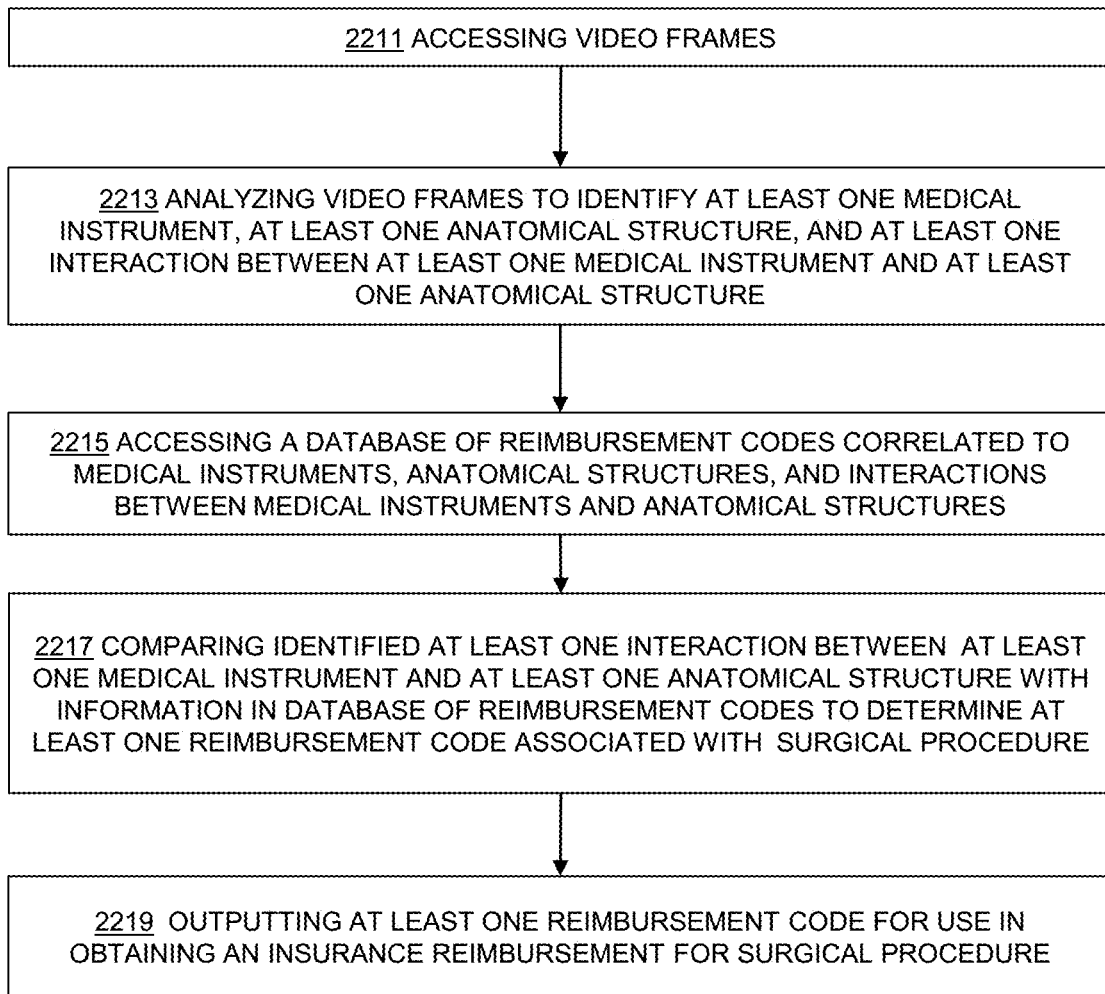 2211 ACCESSING VIDEO FRAMES
2213 ANALYZING VIDEO FRAMES TO IDENTIFY AT LEAST ONE MEDICAL
INSTRUMENT, AT LEAST ONE ANATOMICAL STRUCTURE, AND AT LEAST ONE
INTERACTION BETWEEN AT LEAST ONE MEDICAL INSTRUMENT AND AT LEAST
ONE ANATOMICAL STRUCTURE
2215 ACCESSING A DATABASE OF REIMBURSEMENT CODES CORRELATED TO
MEDICAL INSTRUMENTS, ANATOMICAL STRUCTURES, AND INTERACTIONS
BETWEEN MEDICAL INSTRUMENTS AND ANATOMICAL STRUCTURES
2217 COMPARING IDENTIFIED AT LEAST ONE INTERACTION BETWEEN AT LEAST
ONE MEDICAL INSTRUMENT AND AT LEAST ONE ANATOMICAL STRUCTURE WITH
INFORMATION IN DATABASE OF REIMBURSEMENT CODES TO DETERMINE AT
LEAST ONE REIMBURSEMENT CODE ASSOCIATED WITH SURGICAL PROCEDURE
2219 OUTPUTTING AT LEAST ONE REIMBURSEMENT CODE FOR USE IN
OBTAINING AN INSURANCE REIMBURSEMENT FOR SURGICAL PROCEDURE